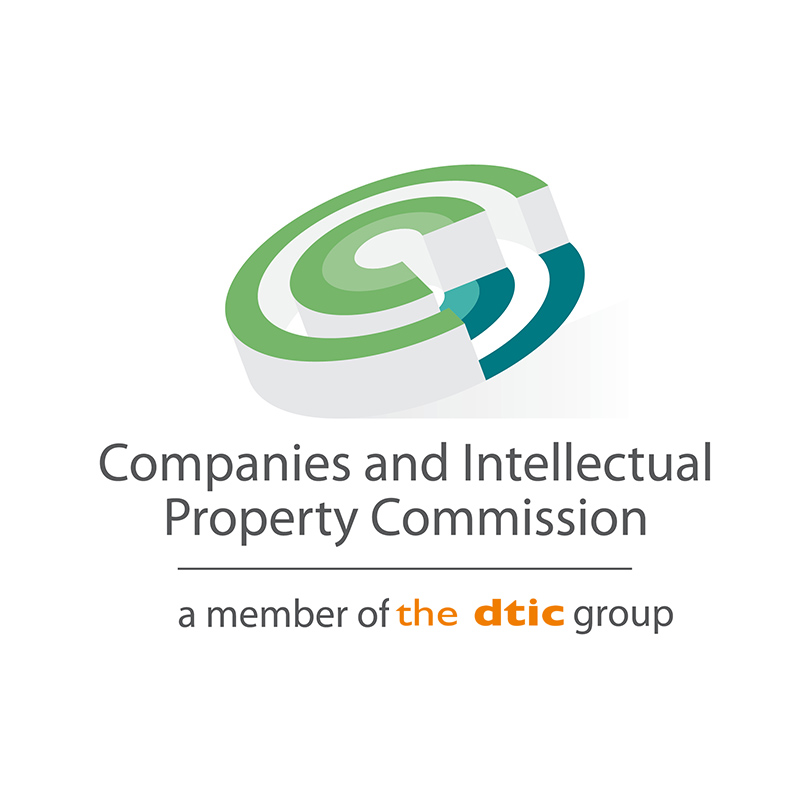 Companies and Intellectual
Property Commission
a member of the dtic group